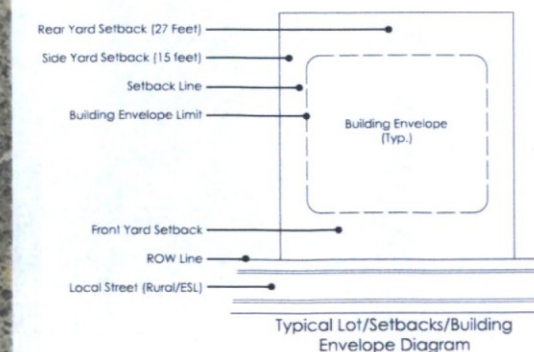 Rear Yard Setback (27 Feet)
Side Yard Setback (15 feet)
Setback Line
Building Envelope Limit
Building Envelope
(Typ.)
Front Yard Setback
ROW Line
Local Street (Rural/ESL)
Typical Lot/Setbacks/Building
Envelope Diagram